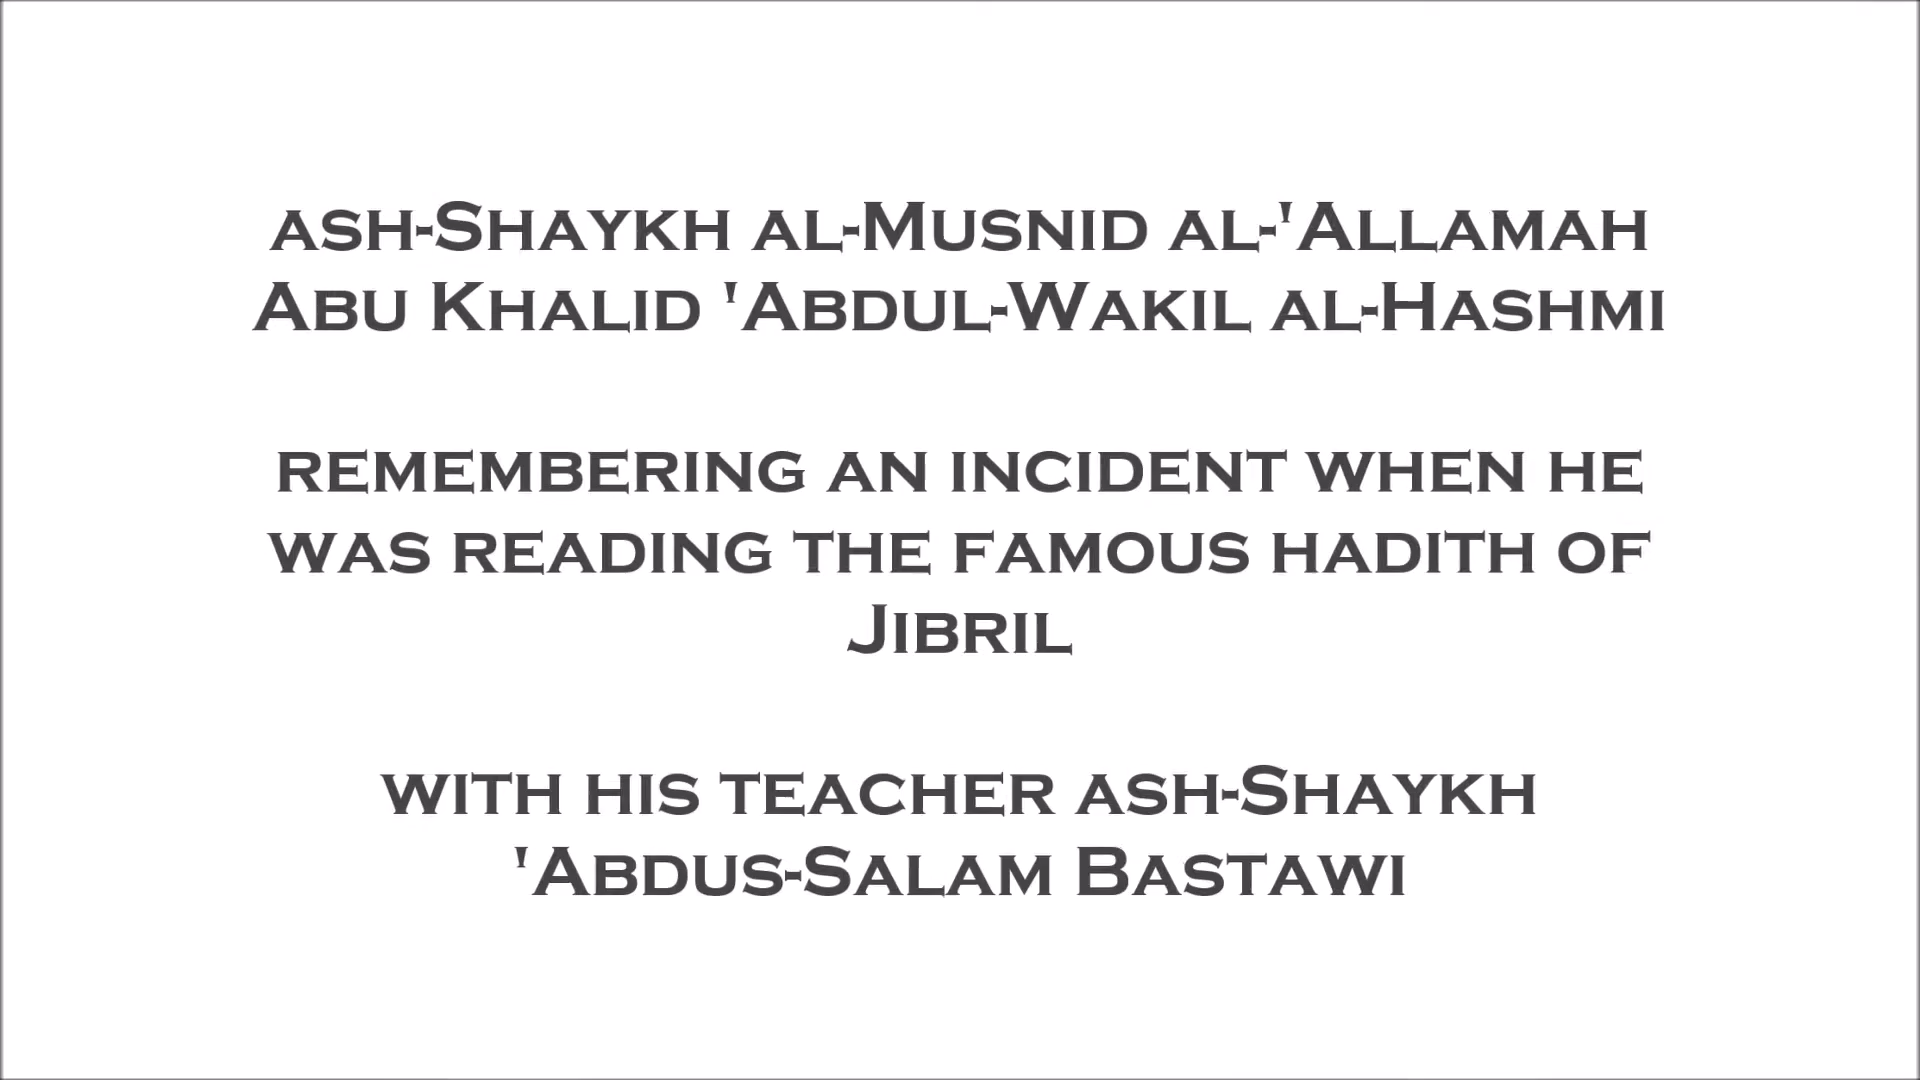 ash-Shaykh al-Musnid al-'Allamah
Abu Khalid 'Abdul-Wakil al-Hashmi
remembering an incident when he
was reading the famous hadith of
Jibril
with his teacher ash-Shaykh
'Abdus-Salam Bastawi